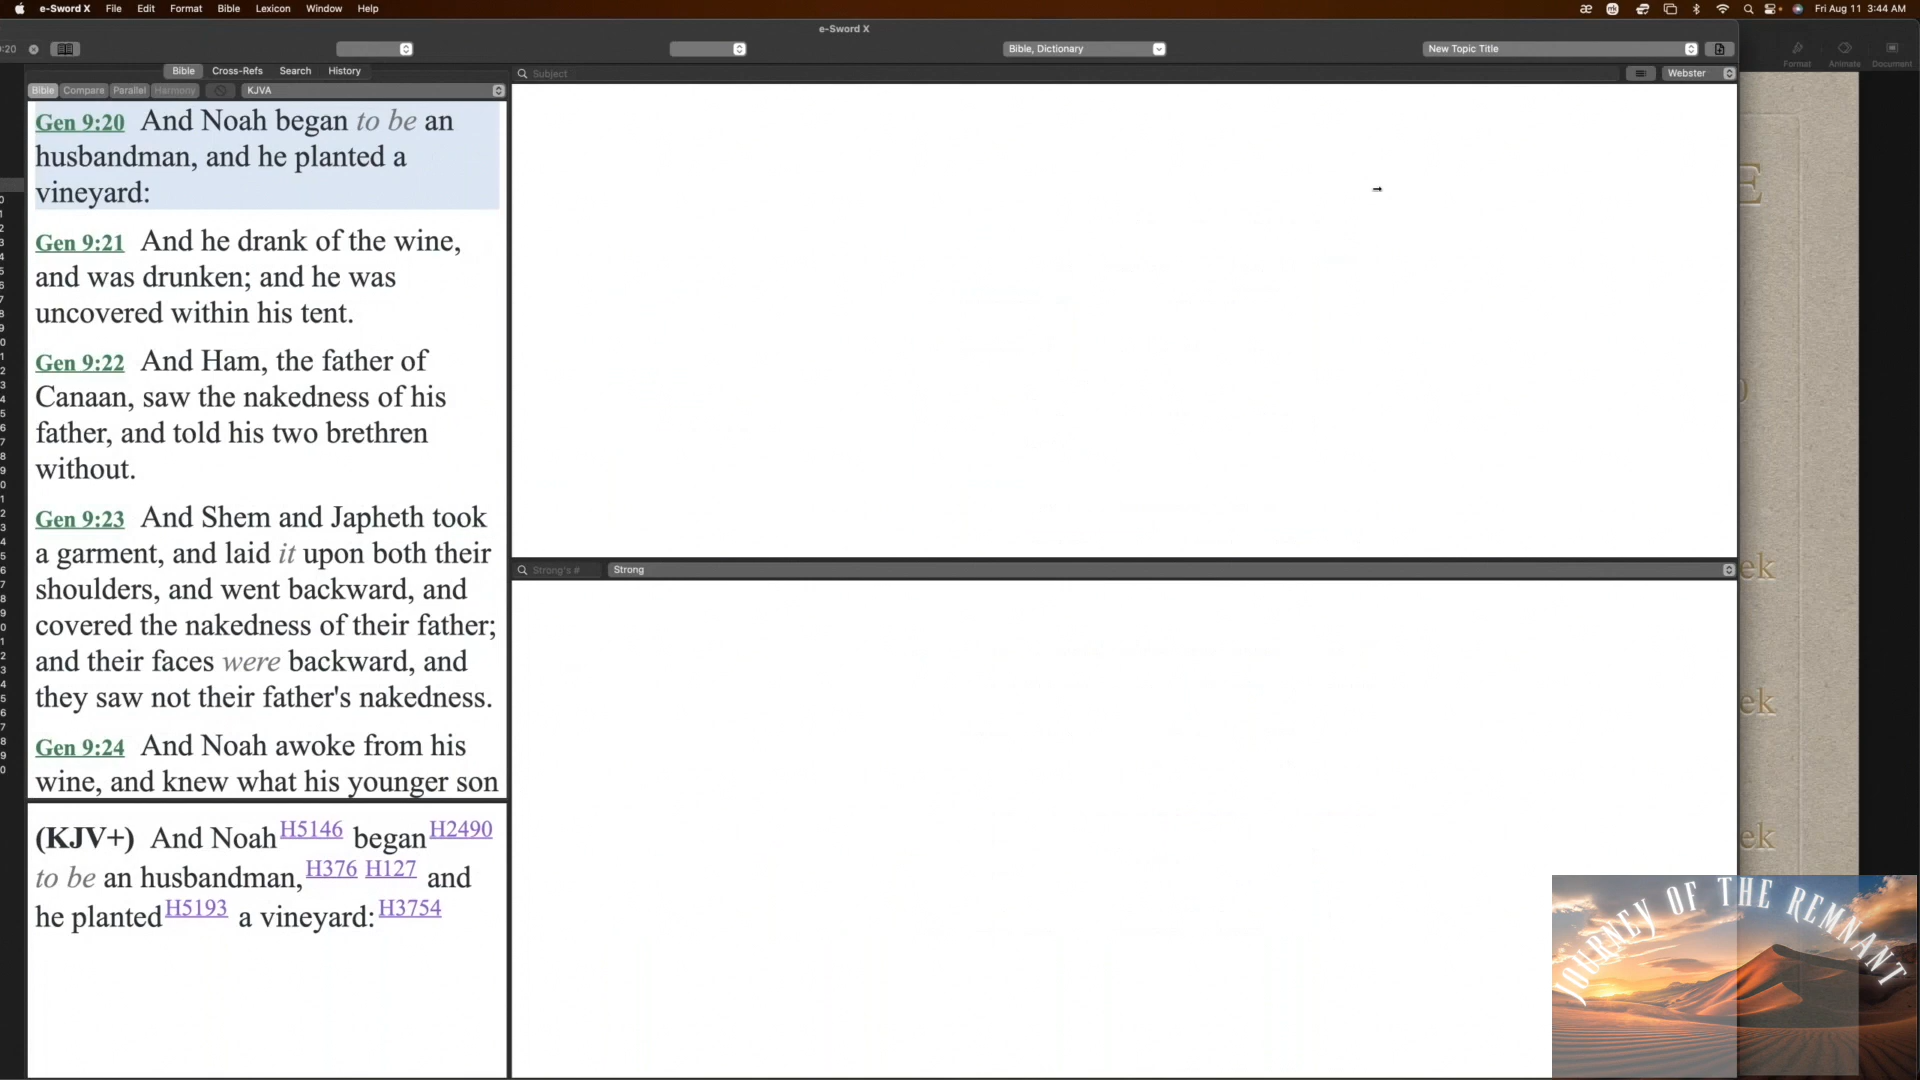 e-Sword X File Edit Format Bible Lexicon Window Help
Fri Aug 11 3:44 AM
e-Sword X
:20
Bible, Dictionary
New Topic Title
Format Animate Document
Bible Cross-Refs Search History
Subject
Webster
Bible Compare Parallel Harmony
KJVA
Gen 9:20 And Noah began to be an
husbandman, and he planted a
vineyard:
Gen 9:21 And he drank of the wine,
and was drunken; and he was
uncovered within his tent.
Gen 9:22 And Ham, the father of
Canaan, saw the nakedness of his
father, and told his two brethren
without.
Gen 9:23 And Shem and Japheth took
a garment, and laid it upon both their
shoulders, and went backward, and
covered the nakedness of their father;
and their faces were backward, and
they saw not their father's nakedness.
Gen 9:24 And Noah awoke from his
wine, and knew what his younger son
Strong's #
Strong
(KJV+) And Noah H5146 began H2490
to be an husbandman, H376 H127 and
he planted H5193 a vineyard: H3754
E
ek
ek
ek
JOURNEY OF THE REMNANT